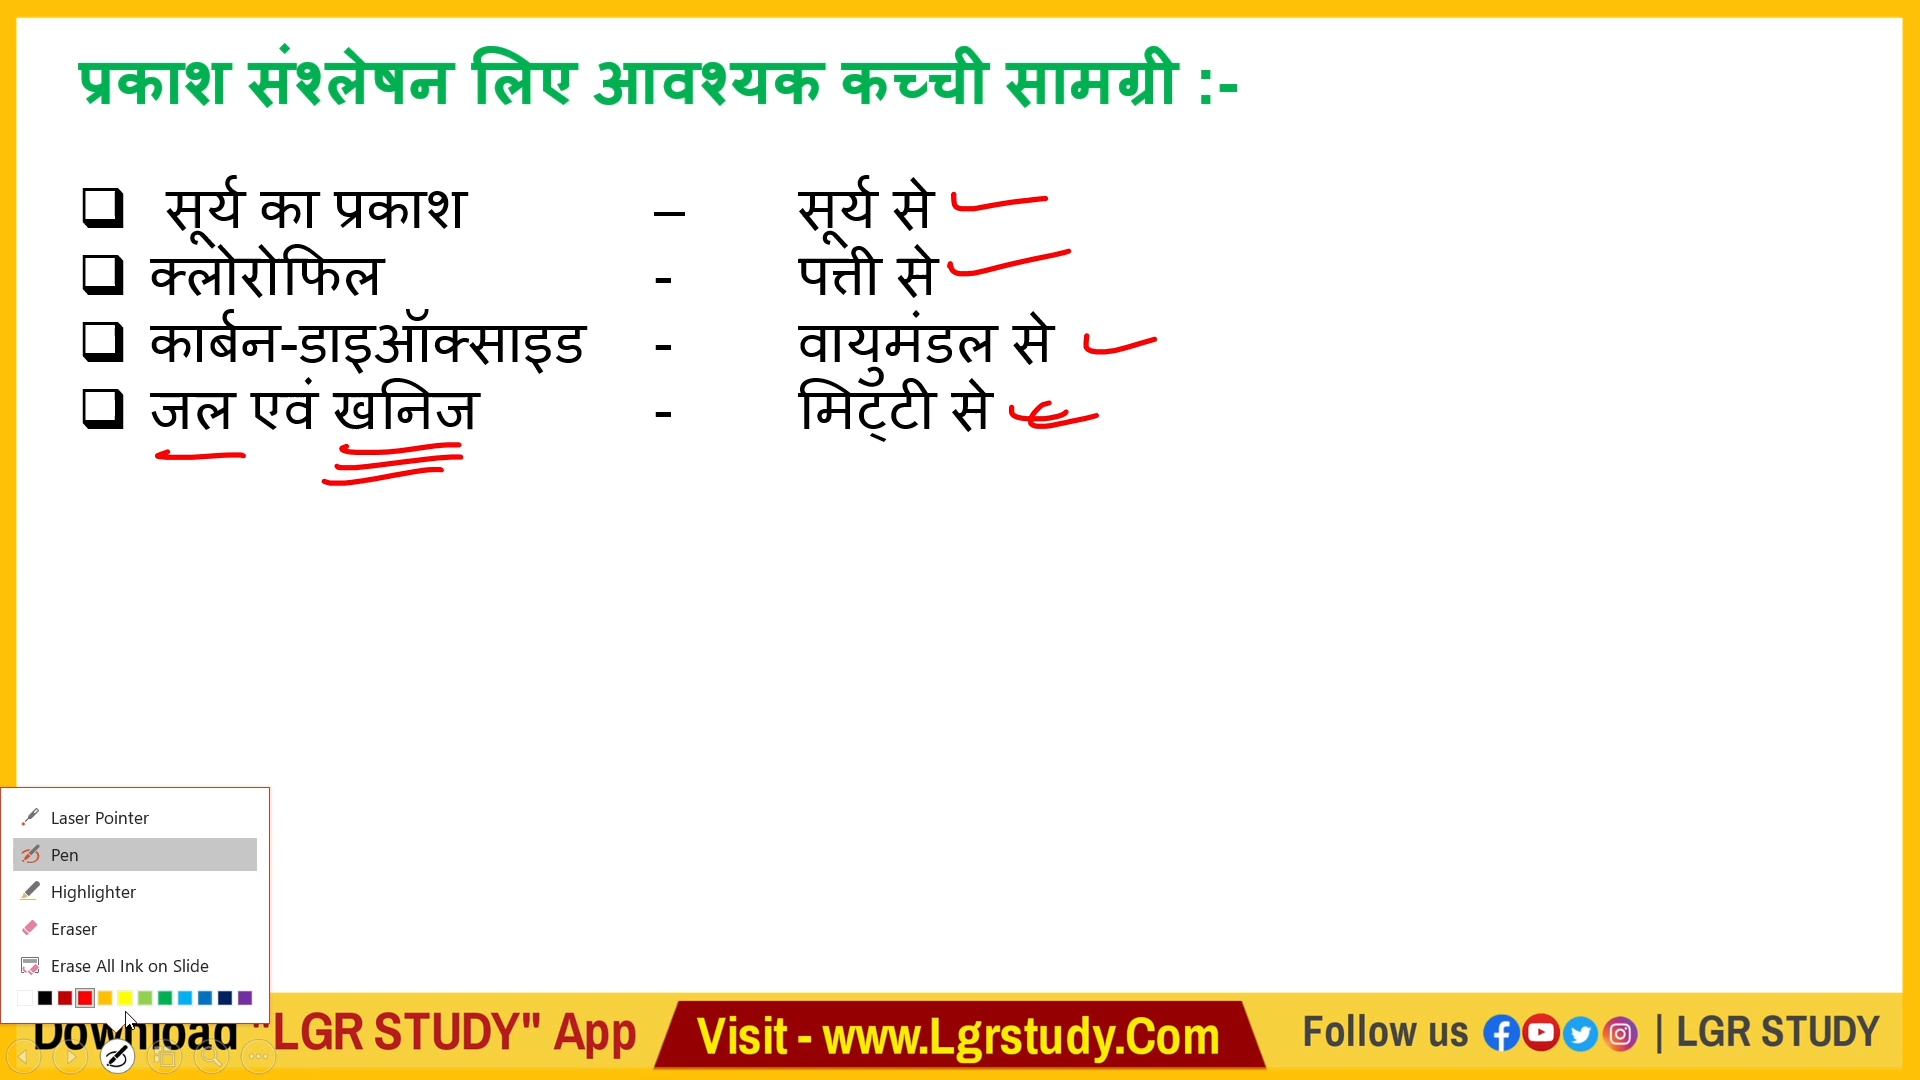 प्रकाश संश्लेषन लिए आवश्यक कच्ची सामग्री :-
सूर्य का प्रकाश – सूर्य से
क्लोरोफिल - पत्ती से
कार्बन-डाइऑक्साइड - वायुमंडल से
जल एवं खनिज - मिट्टी से
Laser Pointer
Pen
Highlighter
Eraser
Erase All Ink on Slide
Download "LGR STUDY" App
Visit - www.Lgrstudy.Com
Follow us | LGR STUDY